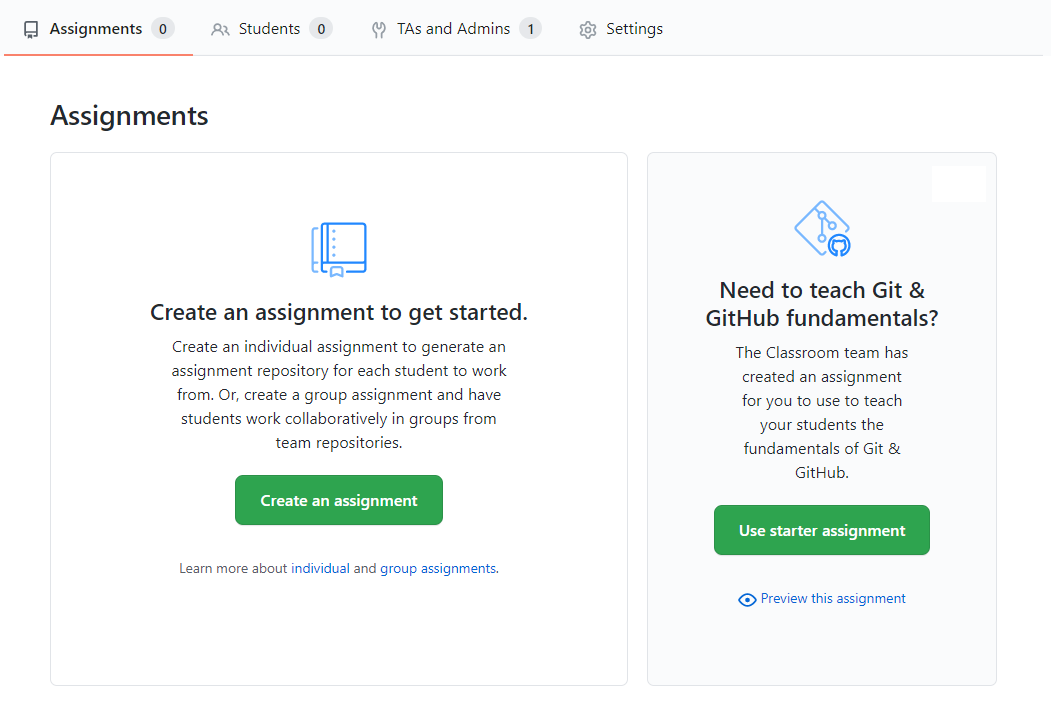 Assignments 0 Students 0 TAs and Admins 1 Settings
Assignments
Create an assignment to get started.
Create an individual assignment to generate an
assignment repository for each student to work
from. Or, create a group assignment and have
students work collaboratively in groups from
team repositories.
Create an assignment
Learn more about individual and group assignments.
Need to teach Git &
GitHub fundamentals?
The Classroom team has
created an assignment
for you to use to teach
your students the
fundamentals of Git &
GitHub.
Use starter assignment
Preview this assignment